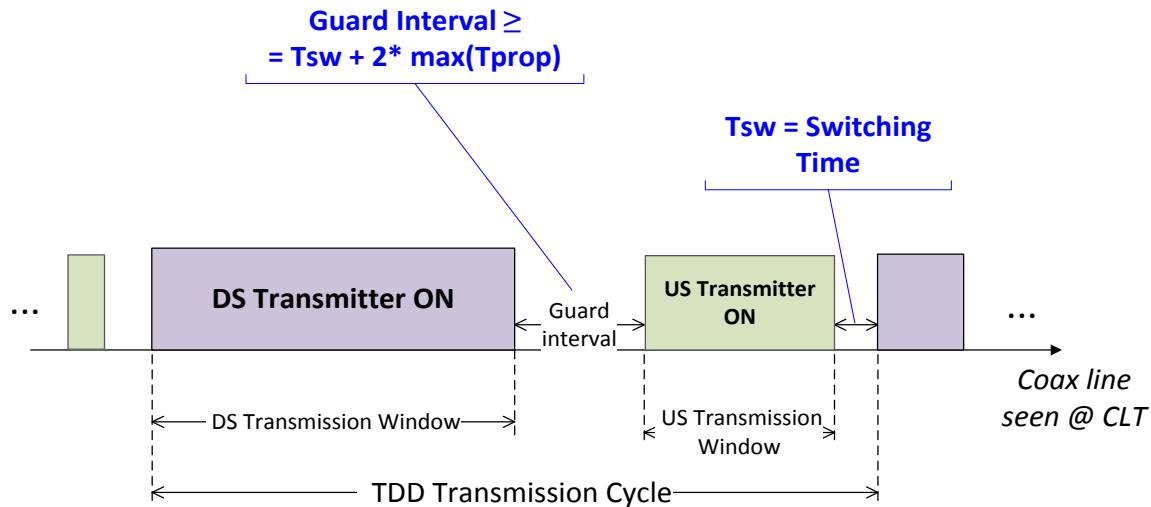 Guard Interval ≥
= Tsw + 2* max(Tprop)
Tsw = Switching
Time
...
DS Transmitter ON
Guard
interval
US Transmitter
ON
...
Coax line
seen @ CLT
DS Transmission Window
US Transmission
Window
TDD Transmission Cycle